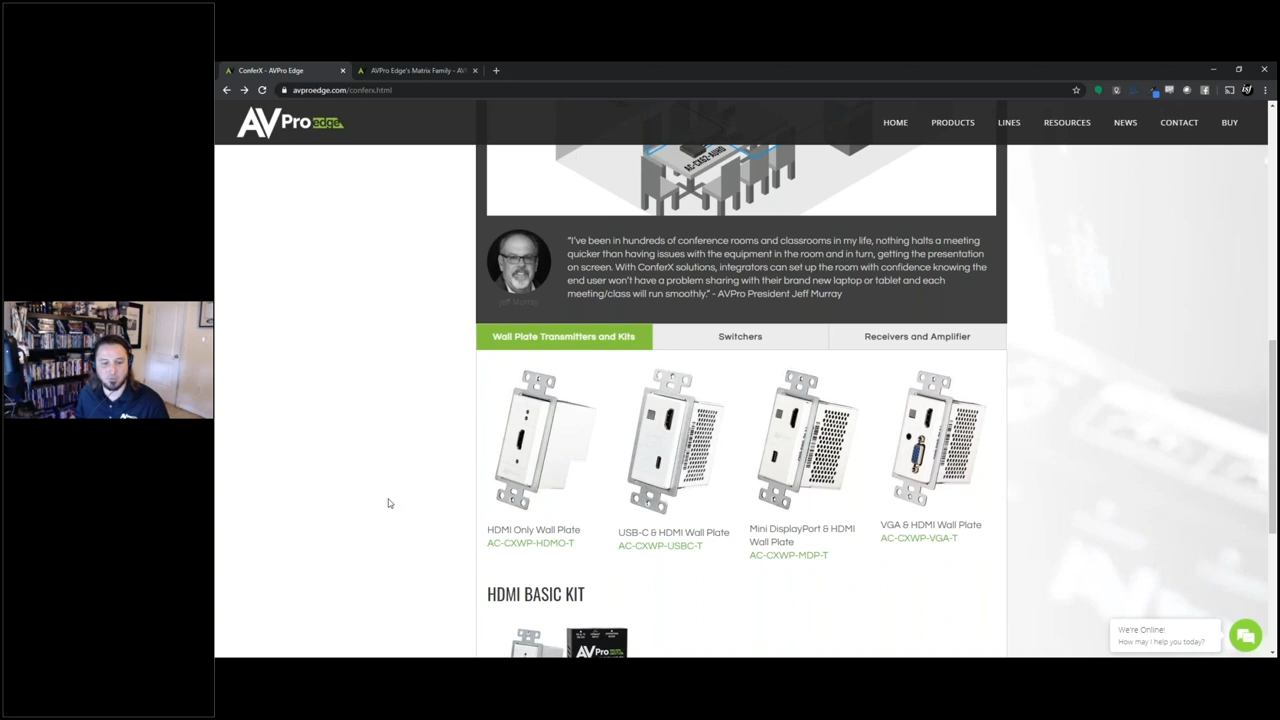 ConferX - AVPro Edge
AVPro Edge's Matrix Family - AV
avproedge.com/conferx.html
AVPro edge
HOME
PRODUCTS
LINES
RESOURCES
NEWS
CONTACT
BUY
AC-CX62-AUHD
“I’ve been in hundreds of conference rooms and classrooms in my life, nothing halts a meeting
quicker than having issues with the equipment in the room and in turn, getting the presentation
on screen. With ConferX solutions, integrators can set up the room with confidence knowing the
end user won’t have a problem sharing with their brand new laptop or tablet and each
meeting/class will run smoothly.” - AVPro President Jeff Murray
Jeff Murray
Wall Plate Transmitters and Kits
Switchers
Receivers and Amplifier
HDMI Only Wall Plate
AC-CXWP-HDMO-T
USB-C & HDMI Wall Plate
AC-CXWP-USBC-T
Mini DisplayPort & HDMI
Wall Plate
AC-CXWP-MDP-T
VGA & HDMI Wall Plate
AC-CXWP-VGA-T
HDMI BASIC KIT
AVPro
We're Online!
How may I help you today?